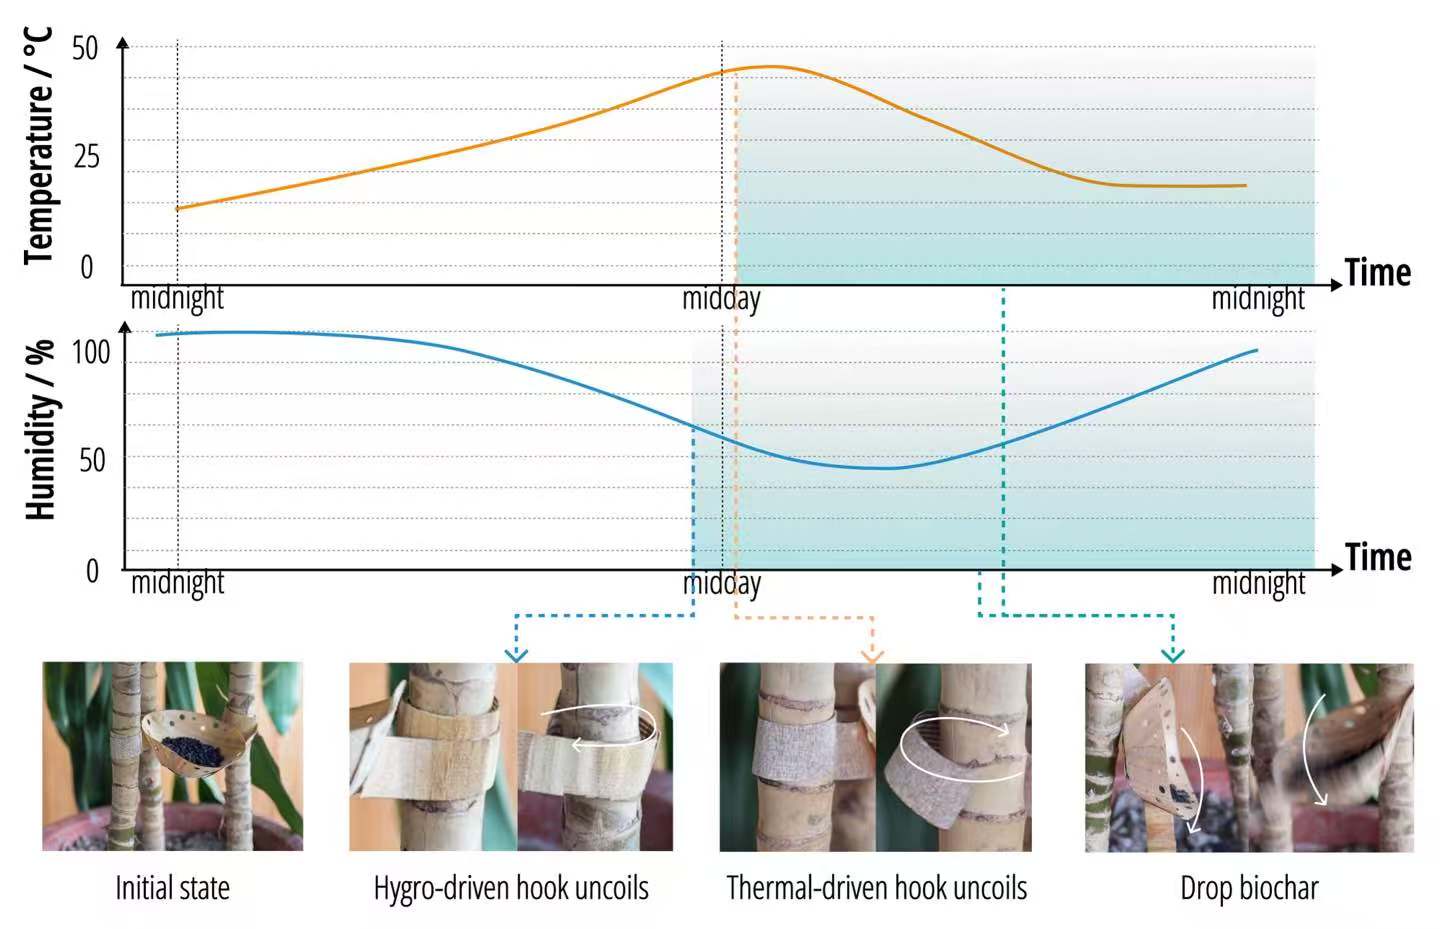 Temperature / °C
50
25
0
midnight
midday
midnight
Time
Humidity / %
100
50
0
midnight
midday
midnight
Time
Initial state
Hygro-driven hook uncoils
Thermal-driven hook uncoils
Drop biochar